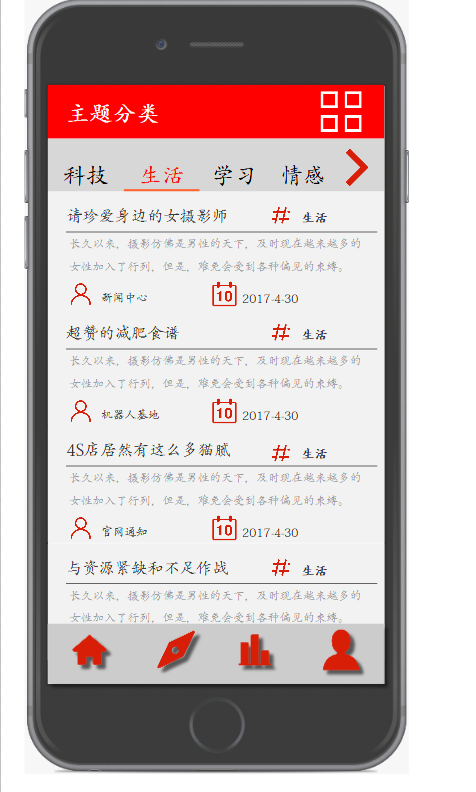 主题分类
科技 生活 学习 情感
请珍爱身边的女摄影师 # 生活
长久以来，摄影仿佛是男性的天下，及时现在越来越多的
女性加入了行列，但是，难免会受到各种偏见的束缚。
新闻中心 10 2017-4-30
超赞的减肥食谱 # 生活
长久以来，摄影仿佛是男性的天下，及时现在越来越多的
女性加入了行列，但是，难免会受到各种偏见的束缚。
机器人基地 10 2017-4-30
4S店居然有这么多猫腻 # 生活
长久以来，摄影仿佛是男性的天下，及时现在越来越多的
女性加入了行列，但是，难免会受到各种偏见的束缚。
官网通知 10 2017-4-30
与资源紧缺和不足作战 # 生活
长久以来，摄影仿佛是男性的天下，及时现在越来越多的
女性加入了行列，但是，难免会受到各种偏见的束缚。